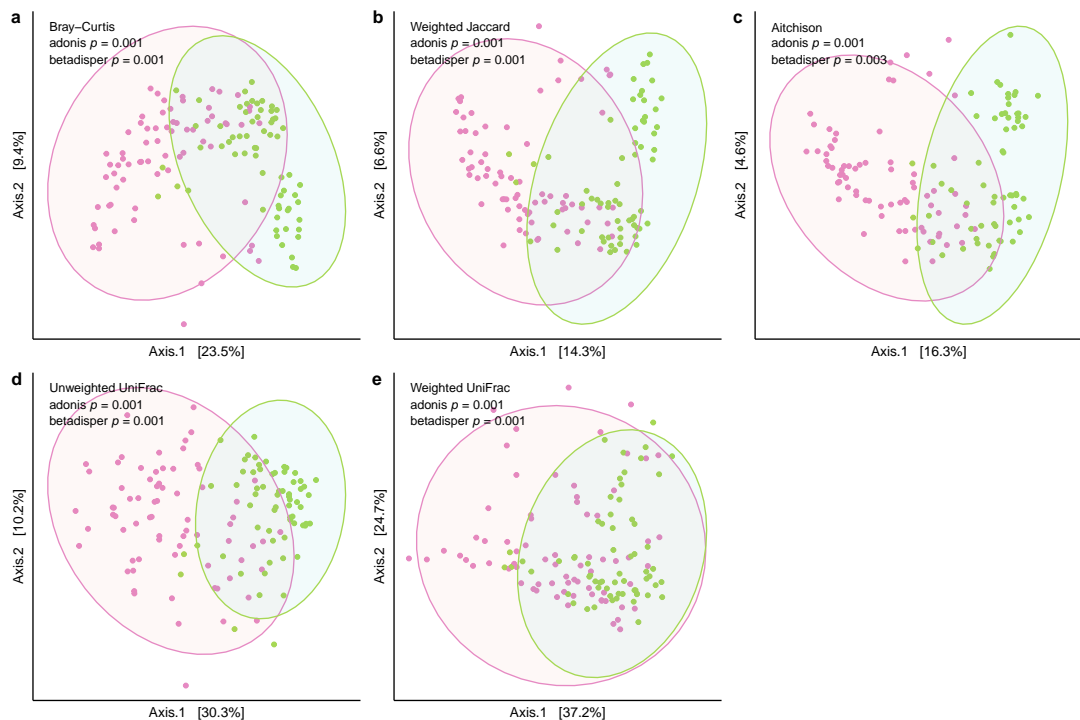 a
Bray−Curtis
adonis p = 0.001
betadisper p = 0.001
Axis.2 [9.4%]
Axis.1 [23.5%]
b
Weighted Jaccard
adonis p = 0.001
betadisper p = 0.001
Axis.2 [6.6%]
Axis.1 [14.3%]
c
Aitchison
adonis p = 0.001
betadisper p = 0.003
Axis.2 [4.6%]
Axis.1 [16.3%]
d
Unweighted UniFrac
adonis p = 0.001
betadisper p = 0.001
Axis.2 [10.2%]
Axis.1 [30.3%]
e
Weighted UniFrac
adonis p = 0.001
betadisper p = 0.001
Axis.2 [24.7%]
Axis.1 [37.2%]